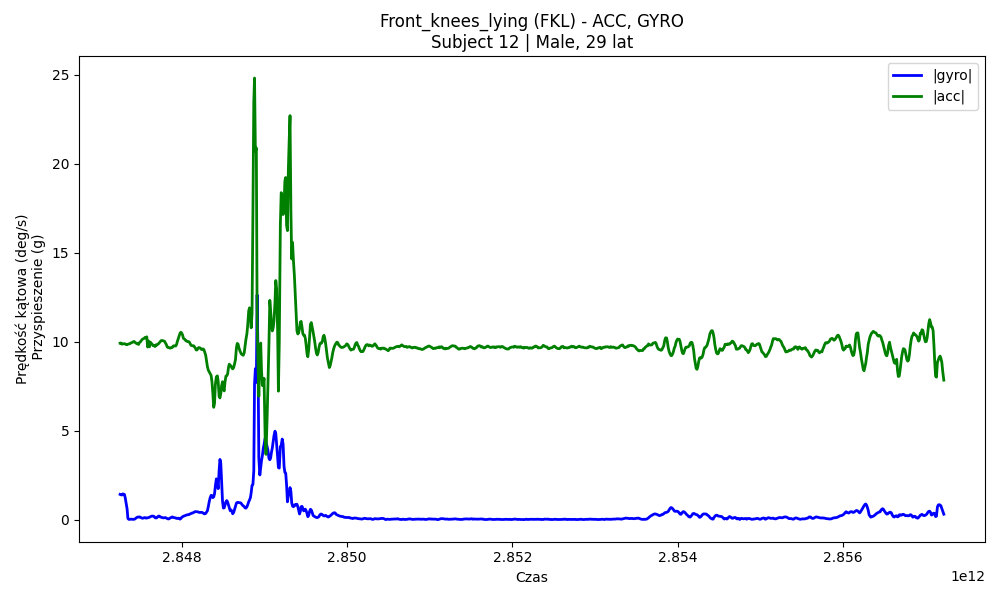 Front_knees_lying (FKL) - ACC, GYRO
Subject 12 | Male, 29 lat
|gyro|
|acc|
Prędkość kątowa (deg/s)
Przyspieszenie (g)
25
20
15
10
5
0
2.848
2.850
2.852
2.854
2.856
1e12
Czas